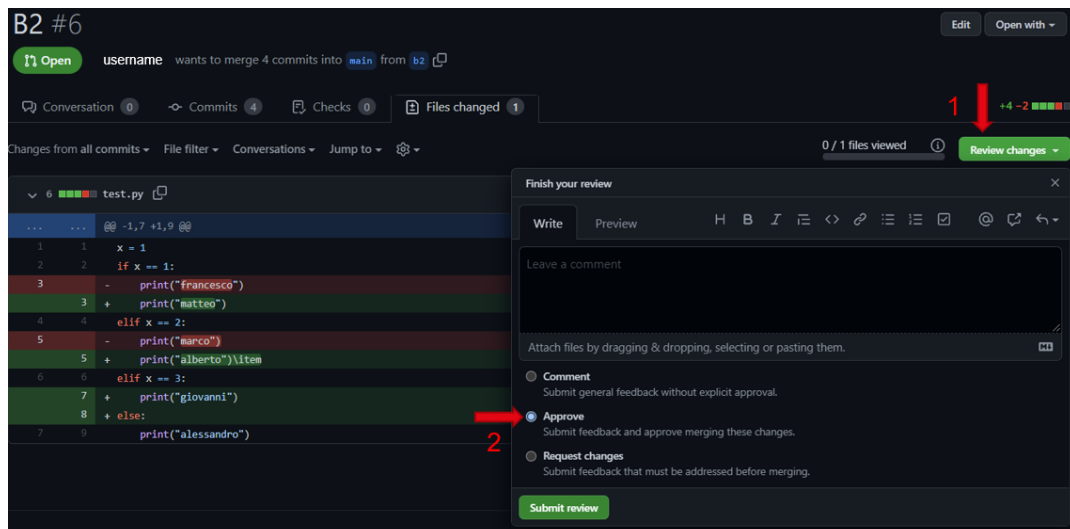 B2 #6
Edit
Open with
Open
username wants to merge 4 commits into main from b2
Conversation 0
Commits 4
Checks 0
Files changed 1
1
+4 −2
Changes from all commits
File filter
Conversations
Jump to
0 / 1 files viewed
Review changes
6 test.py
... ... @@ -1,7 +1,9 @@
1 1 x = 1
2 2 if x == 1:
3 - print("francesco")
3 + print("matteo")
4 4 elif x == 2:
5 - print("marco")
5 + print("alberto")\item
6 6 elif x == 3:
7 + print("giovanni")
8 + else:
7 9 print("alessandro")
Finish your review
Write
Preview
Leave a comment
Attach files by dragging & dropping, selecting or pasting them.
Comment
Submit general feedback without explicit approval.
2
Approve
Submit feedback and approve merging these changes.
Request changes
Submit feedback that must be addressed before merging.
Submit review